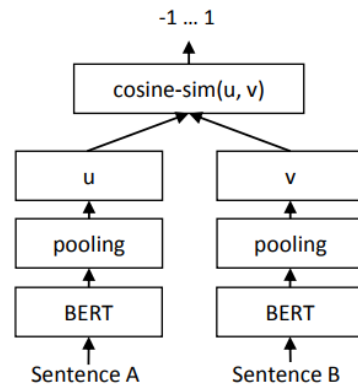 -1 … 1
cosine-sim(u, v)
u v
pooling pooling
BERT BERT
Sentence A Sentence B